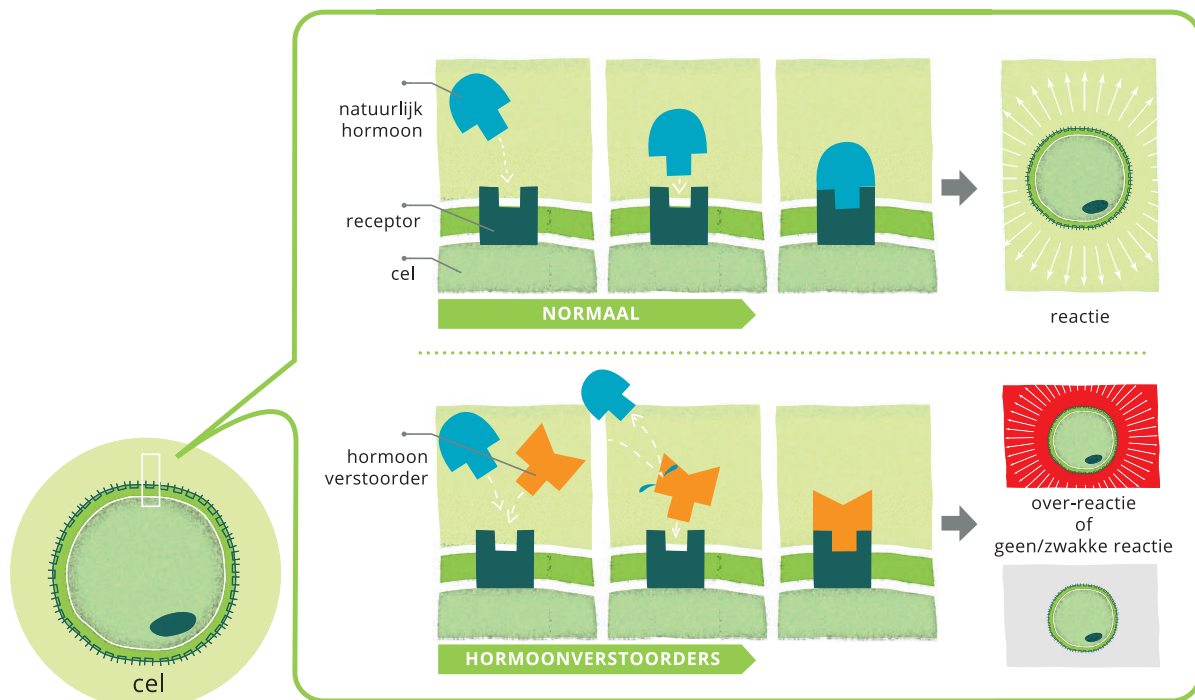 natuurlijk
hormoon
receptor
cel
NORMAAL
reactie
hormoon
verstoorder
over-reactie
of
geen/zwakke reactie
HORMOONVERSTOORDERS
cel